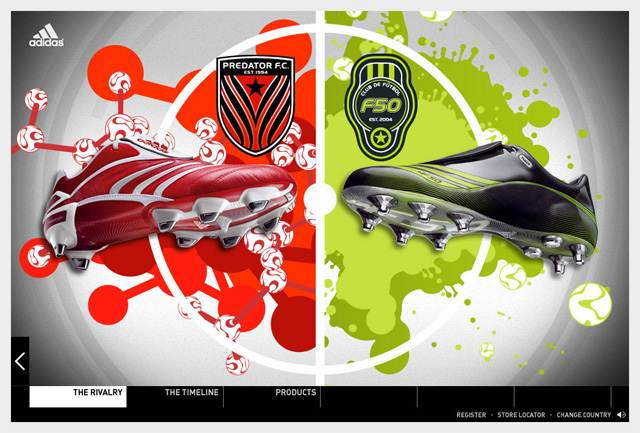 adidas
PREDATOR F.C.
EST. 1994
CLUB DE FÚTBOL
F50
EST. 2004
F50
THE RIVALRY
THE TIMELINE
PRODUCTS
REGISTER • STORE LOCATOR • CHANGE COUNTRY